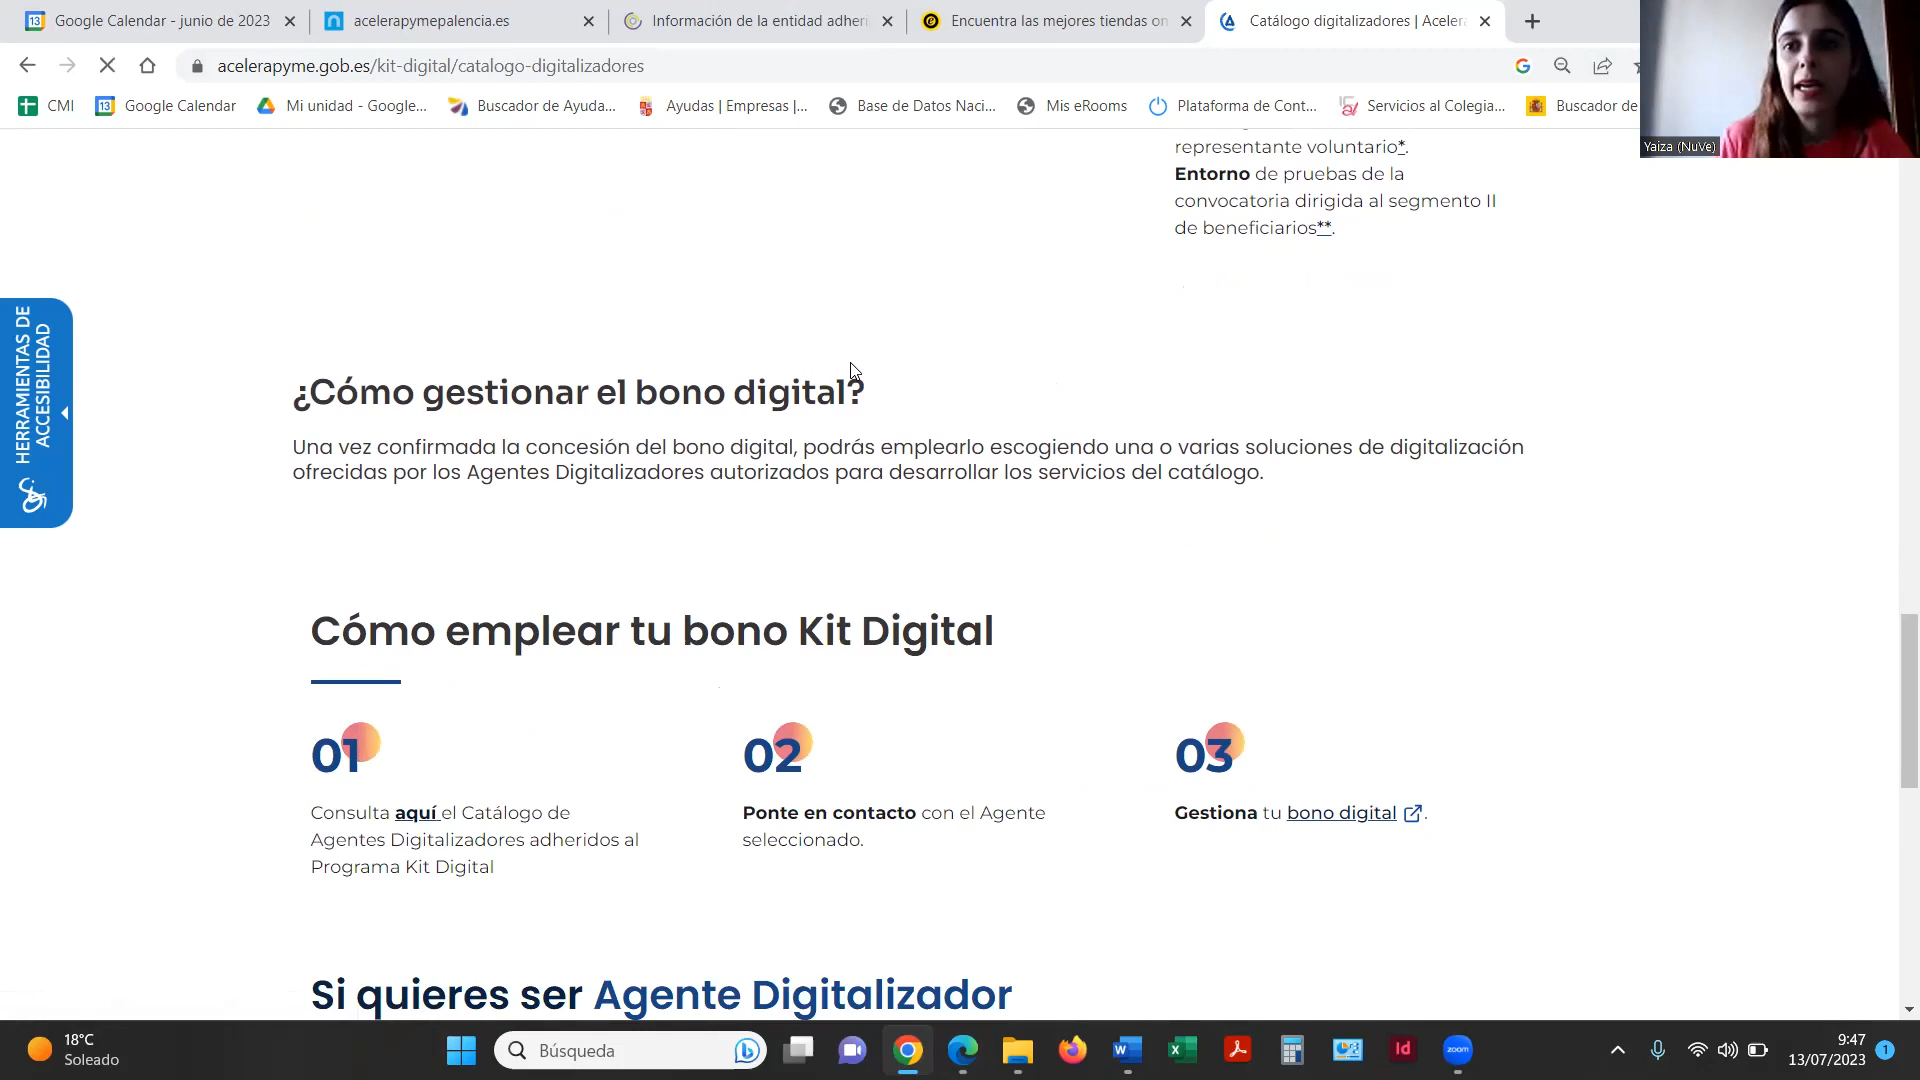 Google Calendar - junio de 2023
acelerapymepalencia.es
Información de la entidad adheri
Encuentra las mejores tiendas on
Catálogo digitalizadores | Aceler
acelerapyme.gob.es/kit-digital/catalogo-digitalizadores
CMI
Google Calendar
Mi unidad - Google...
Buscador de Ayuda...
Ayudas | Empresas |...
Base de Datos Naci...
Mis eRooms
Plataforma de Cont...
Servicios al Colegia...
Buscador de
Yaiza (NuVe)
representante voluntario*.
Entorno de pruebas de la
convocatoria dirigida al segmento II
de beneficiarios**.
HERRAMIENTAS DE
ACCESIBILIDAD
¿Cómo gestionar el bono digital?
Una vez confirmada la concesión del bono digital, podrás emplearlo escogiendo una o varias soluciones de digitalización
ofrecidas por los Agentes Digitalizadores autorizados para desarrollar los servicios del catálogo.
Cómo emplear tu bono Kit Digital
01
Consulta aquí el Catálogo de
Agentes Digitalizadores adheridos al
Programa Kit Digital
02
Ponte en contacto con el Agente
seleccionado.
03
Gestiona tu bono digital.
Si quieres ser Agente Digitalizador
18°C
Soleado
Búsqueda
zoom
9:47
13/07/2023
1